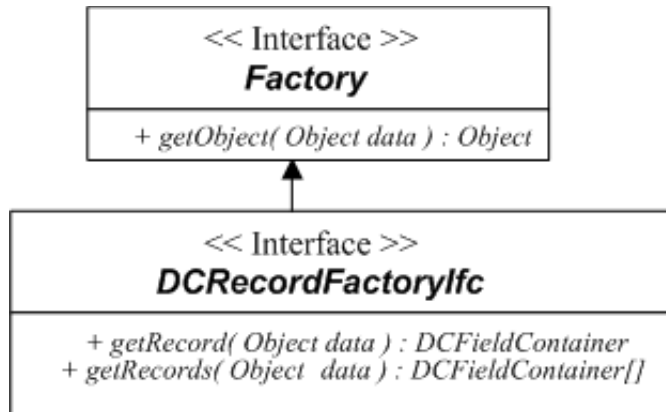 << Interface >>
Factory
+ getObject( Object data ) : Object
<< Interface >>
DCRecordFactoryIfc
+ getRecord( Object data ) : DCFieldContainer
+ getRecords( Object data ) : DCFieldContainer[]